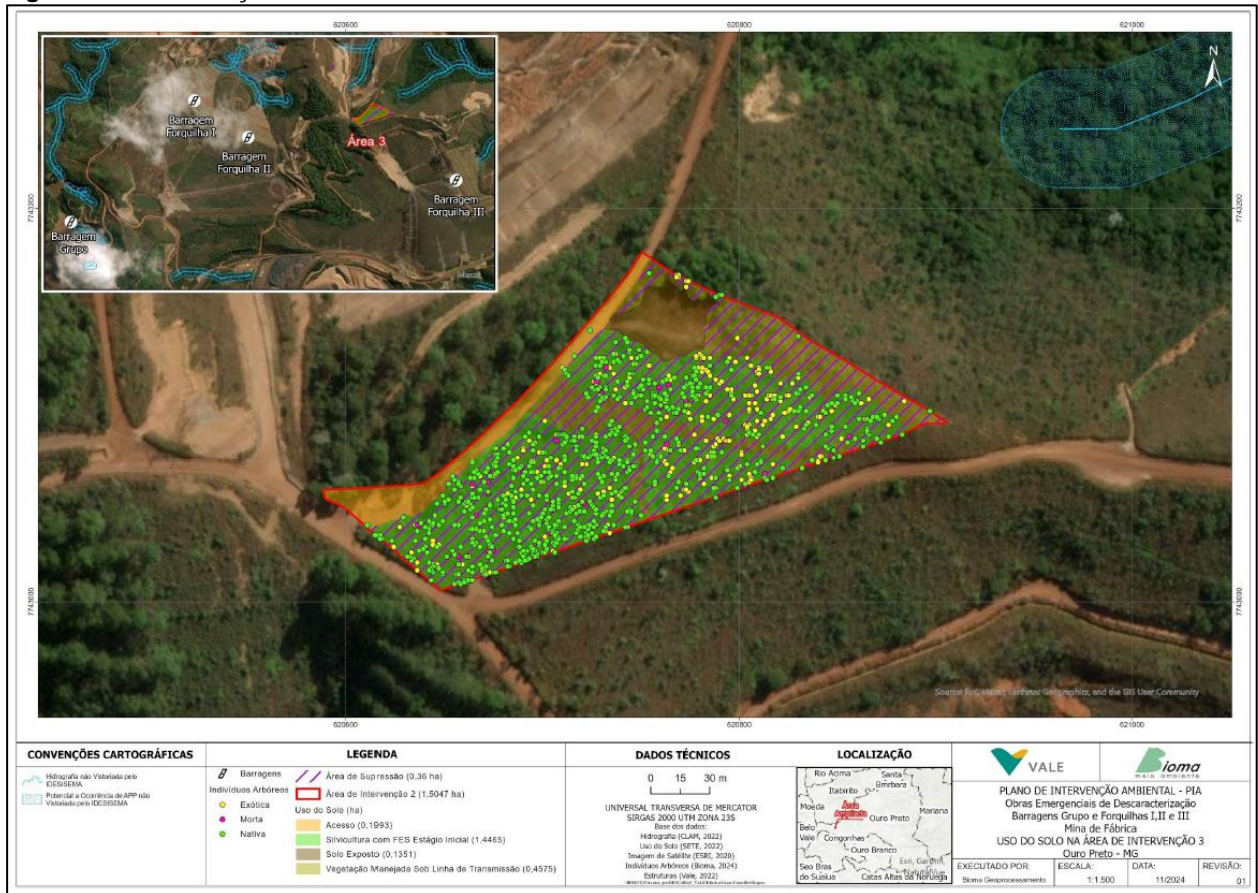 620600
620800
621000
N
Barragem
Forquilha I
Barragem
Forquilha II
Área 3
Barragem
Forquilha III
Barragem
Grupo
Maxar
7743200
7743200
7743000
7743000
Source: Esri, Maxar, Earthstar Geographics, and the GIS User Community
620600
620800
621000
CONVENÇÕES CARTOGRÁFICAS
Hidrografia não Vistoriada pelo
IDESISEMA
Potencial a Ocorrência de APP não
Vistoriada pelo IDESISEMA
LEGENDA
Barragens
Indivíduos Arbóreos
Exótica
Morta
Nativa
Área de Supressão (0,36 ha)
Área de Intervenção 2 (1,5047 ha)
Uso do Solo (ha)
Acesso (0,1993)
Silvicultura com FES Estágio Inicial (1,4465)
Solo Exposto (0,1351)
Vegetação Manejada Sob Linha de Transmissão (0,4575)
DADOS TÉCNICOS
0 15 30 m
UNIVERSAL TRANSVERSA DE MERCATOR
SIRGAS 2000 UTM ZONA 23S
Base dos dados:
Hidrografia (CLAM, 2022)
Uso do Solo (SETE, 2022)
Imagem de Satélite (ESRI, 2020)
Indivíduos Arbóreos (Bioma, 2024)
Estruturas (Vale, 2022)
LOCALIZAÇÃO
Rio Acima
Santa
Bárbara
Itabirito
Moeda
Área
Ampliada
Mariana
Ouro Preto
Belo
Vale
Congonhas
Ouro Branco
Esri, Garmin,
NaturalVue
Catas Altas da Noruega
VALE
Bioma
meio ambiente
PLANO DE INTERVENÇÃO AMBIENTAL - PIA
Obras Emergenciais de Descaracterização
Barragens Grupo e Forquilhas I,II e III
Mina de Fábrica
USO DO SOLO NA ÁREA DE INTERVENÇÃO 3
Ouro Preto - MG
EXECUTADO POR:
Bioma Geoprocessamento
ESCALA:
1:1.500
DATA:
11/2024
REVISÃO:
01